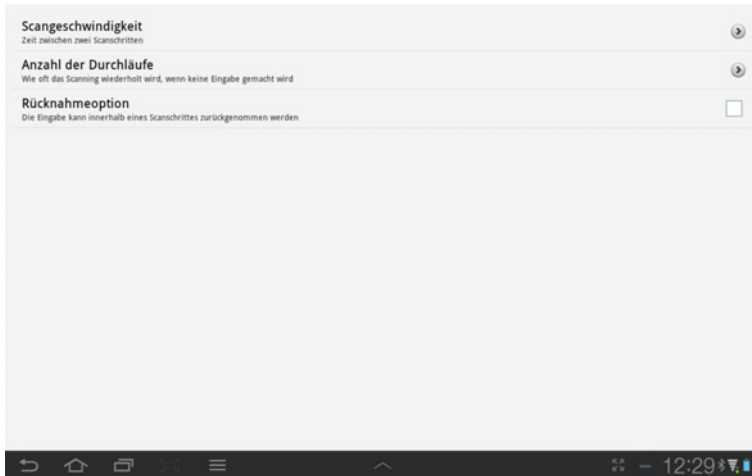 Scangeschwindigkeit
Zeit zwischen zwei Scanschritten
Anzahl der Durchläufe
Wie oft das Scanning wiederholt wird, wenn keine Eingabe gemacht wird
Rücknahmeoption
Die Eingabe kann innerhalb eines Scanschrittes zurückgenommen werden
12:29